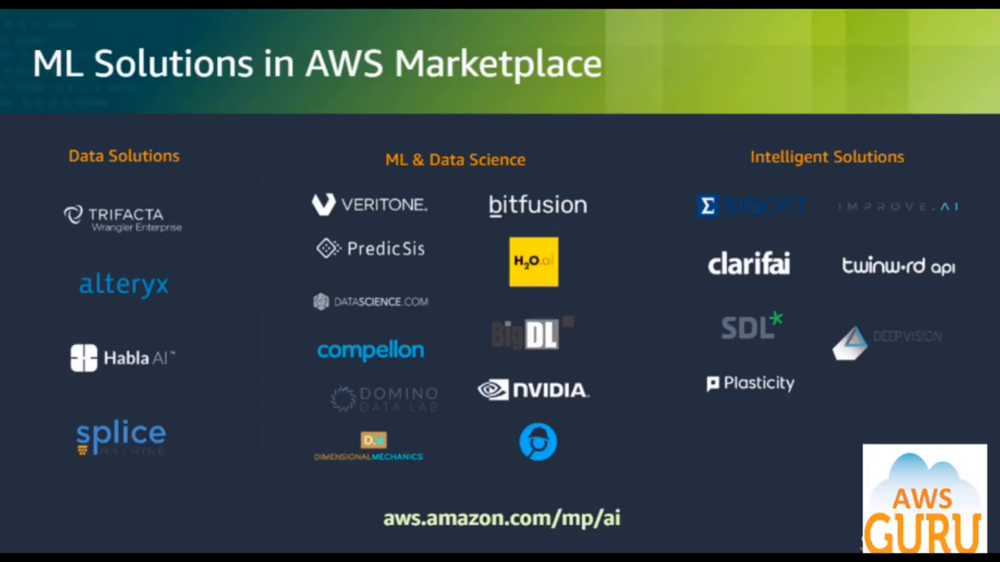 ML Solutions in AWS Marketplace
Data Solutions
TRIFACTA
Wrangler Enterprise
alteryx
Habla AI™
splice
MACHINE
ML & Data Science
VERITONE®
PredicSis
DATASCIENCE.COM
compellon
DOMINO
DATA LAB
D.M
DIMENSIONALMECHANICS
bitfusion
H2O.ai
BigDL
NVIDIA.
Intelligent Solutions
SIGOPT
IMPROVE.AI
clarifai
twinword api
SDL*
DEEPVISION
Plasticity
aws.amazon.com/mp/ai
AWS
GURU